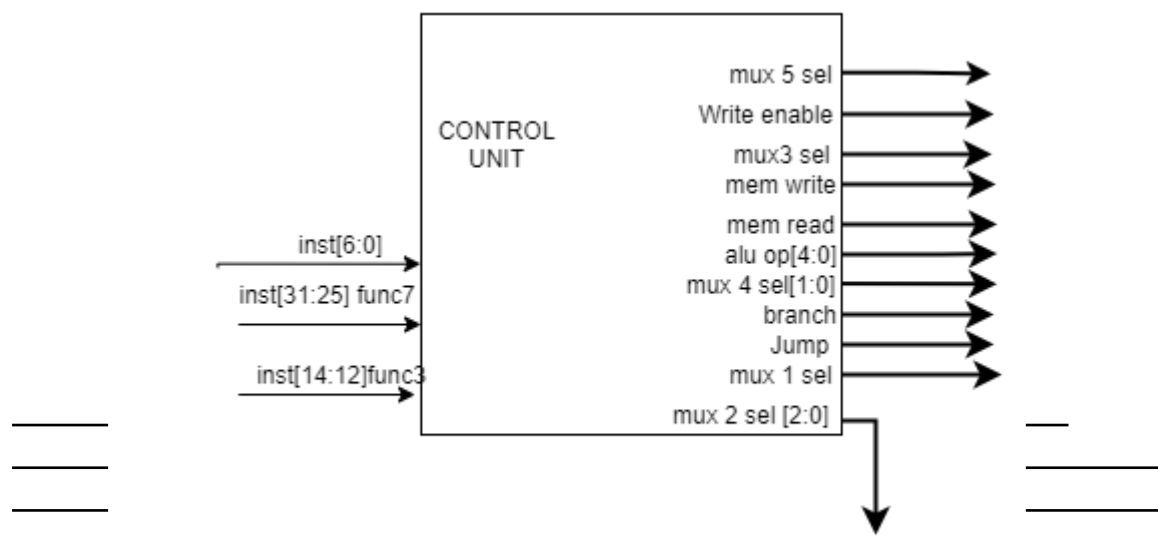 mux 5 sel
Write enable
CONTROL
UNIT
mux3 sel
mem write
mem read
inst[6:0]
alu op[4:0]
mux 4 sel[1:0]
inst[31:25] func7
branch
Jump
inst[14:12]func3
mux 1 sel
mux 2 sel [2:0]